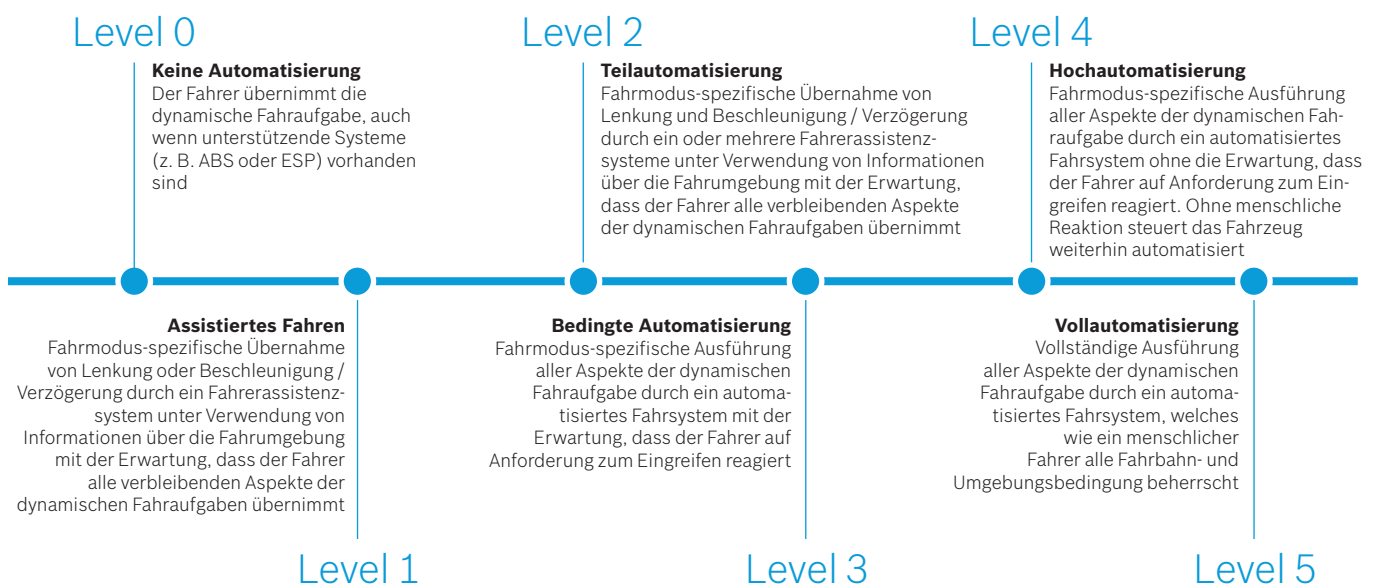 Level 0
Keine Automatisierung
Der Fahrer übernimmt die
dynamische Fahraufgabe, auch
wenn unterstützende Systeme
(z. B. ABS oder ESP) vorhanden
sind
Assistiertes Fahren
Fahrmodus-spezifische Übernahme
von Lenkung oder Beschleunigung /
Verzögerung durch ein Fahrerassistenz-
system unter Verwendung von
Informationen über die Fahrumgebung
mit der Erwartung, dass der Fahrer
alle verbleibenden Aspekte der
dynamischen Fahraufgaben übernimmt
Level 1
Level 2
Teilautomatisierung
Fahrmodus-spezifische Übernahme von
Lenkung und Beschleunigung / Verzögerung
durch ein oder mehrere Fahrerassistenz-
systeme unter Verwendung von Informationen
über die Fahrumgebung mit der Erwartung,
dass der Fahrer alle verbleibenden Aspekte
der dynamischen Fahraufgaben übernimmt
Bedingte Automatisierung
Fahrmodus-spezifische Ausführung
aller Aspekte der dynamischen
Fahraufgabe durch ein automa-
tisiertes Fahrsystem mit der
Erwartung, dass der Fahrer auf
Anforderung zum Eingreifen reagiert
Level 3
Level 4
Hochautomatisierung
Fahrmodus-spezifische Ausführung
aller Aspekte der dynamischen Fah-
raufgabe durch ein automatisiertes
Fahrsystem ohne die Erwartung, dass
der Fahrer auf Anforderung zum Ein-
greifen reagiert. Ohne menschliche
Reaktion steuert das Fahrzeug
weiterhin automatisiert
Vollautomatisierung
Vollständige Ausführung
aller Aspekte der dynamischen
Fahraufgabe durch ein automa-
tisiertes Fahrsystem, welches
wie ein menschlicher
Fahrer alle Fahrbahn- und
Umgebungsbedingung beherrscht
Level 5